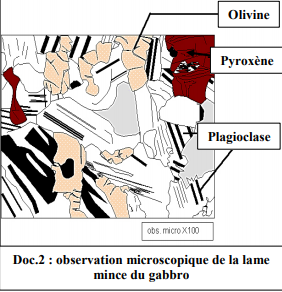 Olivine
Pyroxène
Plagioclase
obs. micro X100
Doc.2 : observation microscopique de la lame
mince du gabbro